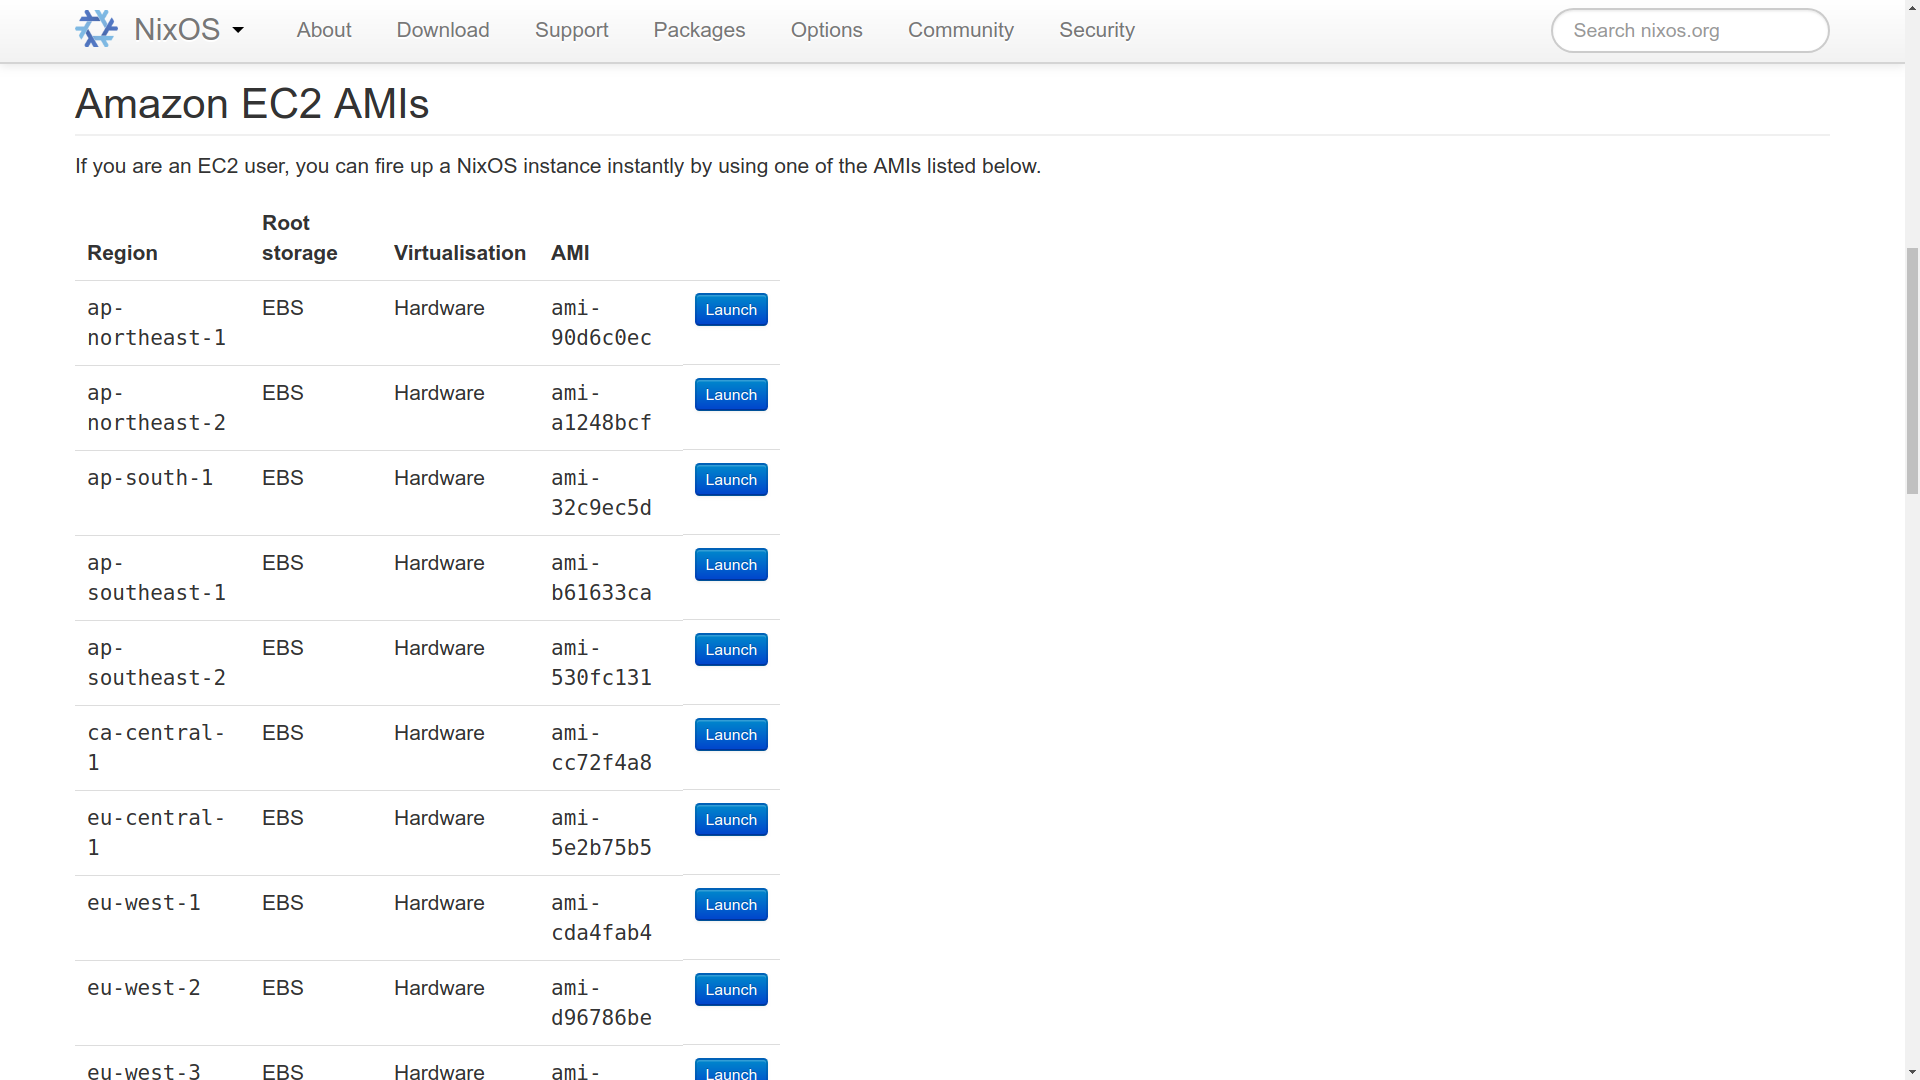 NixOS About Download Support Packages Options Community Security Search nixos.org
Amazon EC2 AMIs
If you are an EC2 user, you can fire up a NixOS instance instantly by using one of the AMIs listed below.
Region Root storage Virtualisation AMI
ap-northeast-1 EBS Hardware ami-90d6c0ec Launch
ap-northeast-2 EBS Hardware ami-a1248bcf Launch
ap-south-1 EBS Hardware ami-32c9ec5d Launch
ap-southeast-1 EBS Hardware ami-b61633ca Launch
ap-southeast-2 EBS Hardware ami-530fc131 Launch
ca-central-1 EBS Hardware ami-cc72f4a8 Launch
eu-central-1 EBS Hardware ami-5e2b75b5 Launch
eu-west-1 EBS Hardware ami-cda4fab4 Launch
eu-west-2 EBS Hardware ami-d96786be Launch
eu-west-3 EBS Hardware ami- Launch